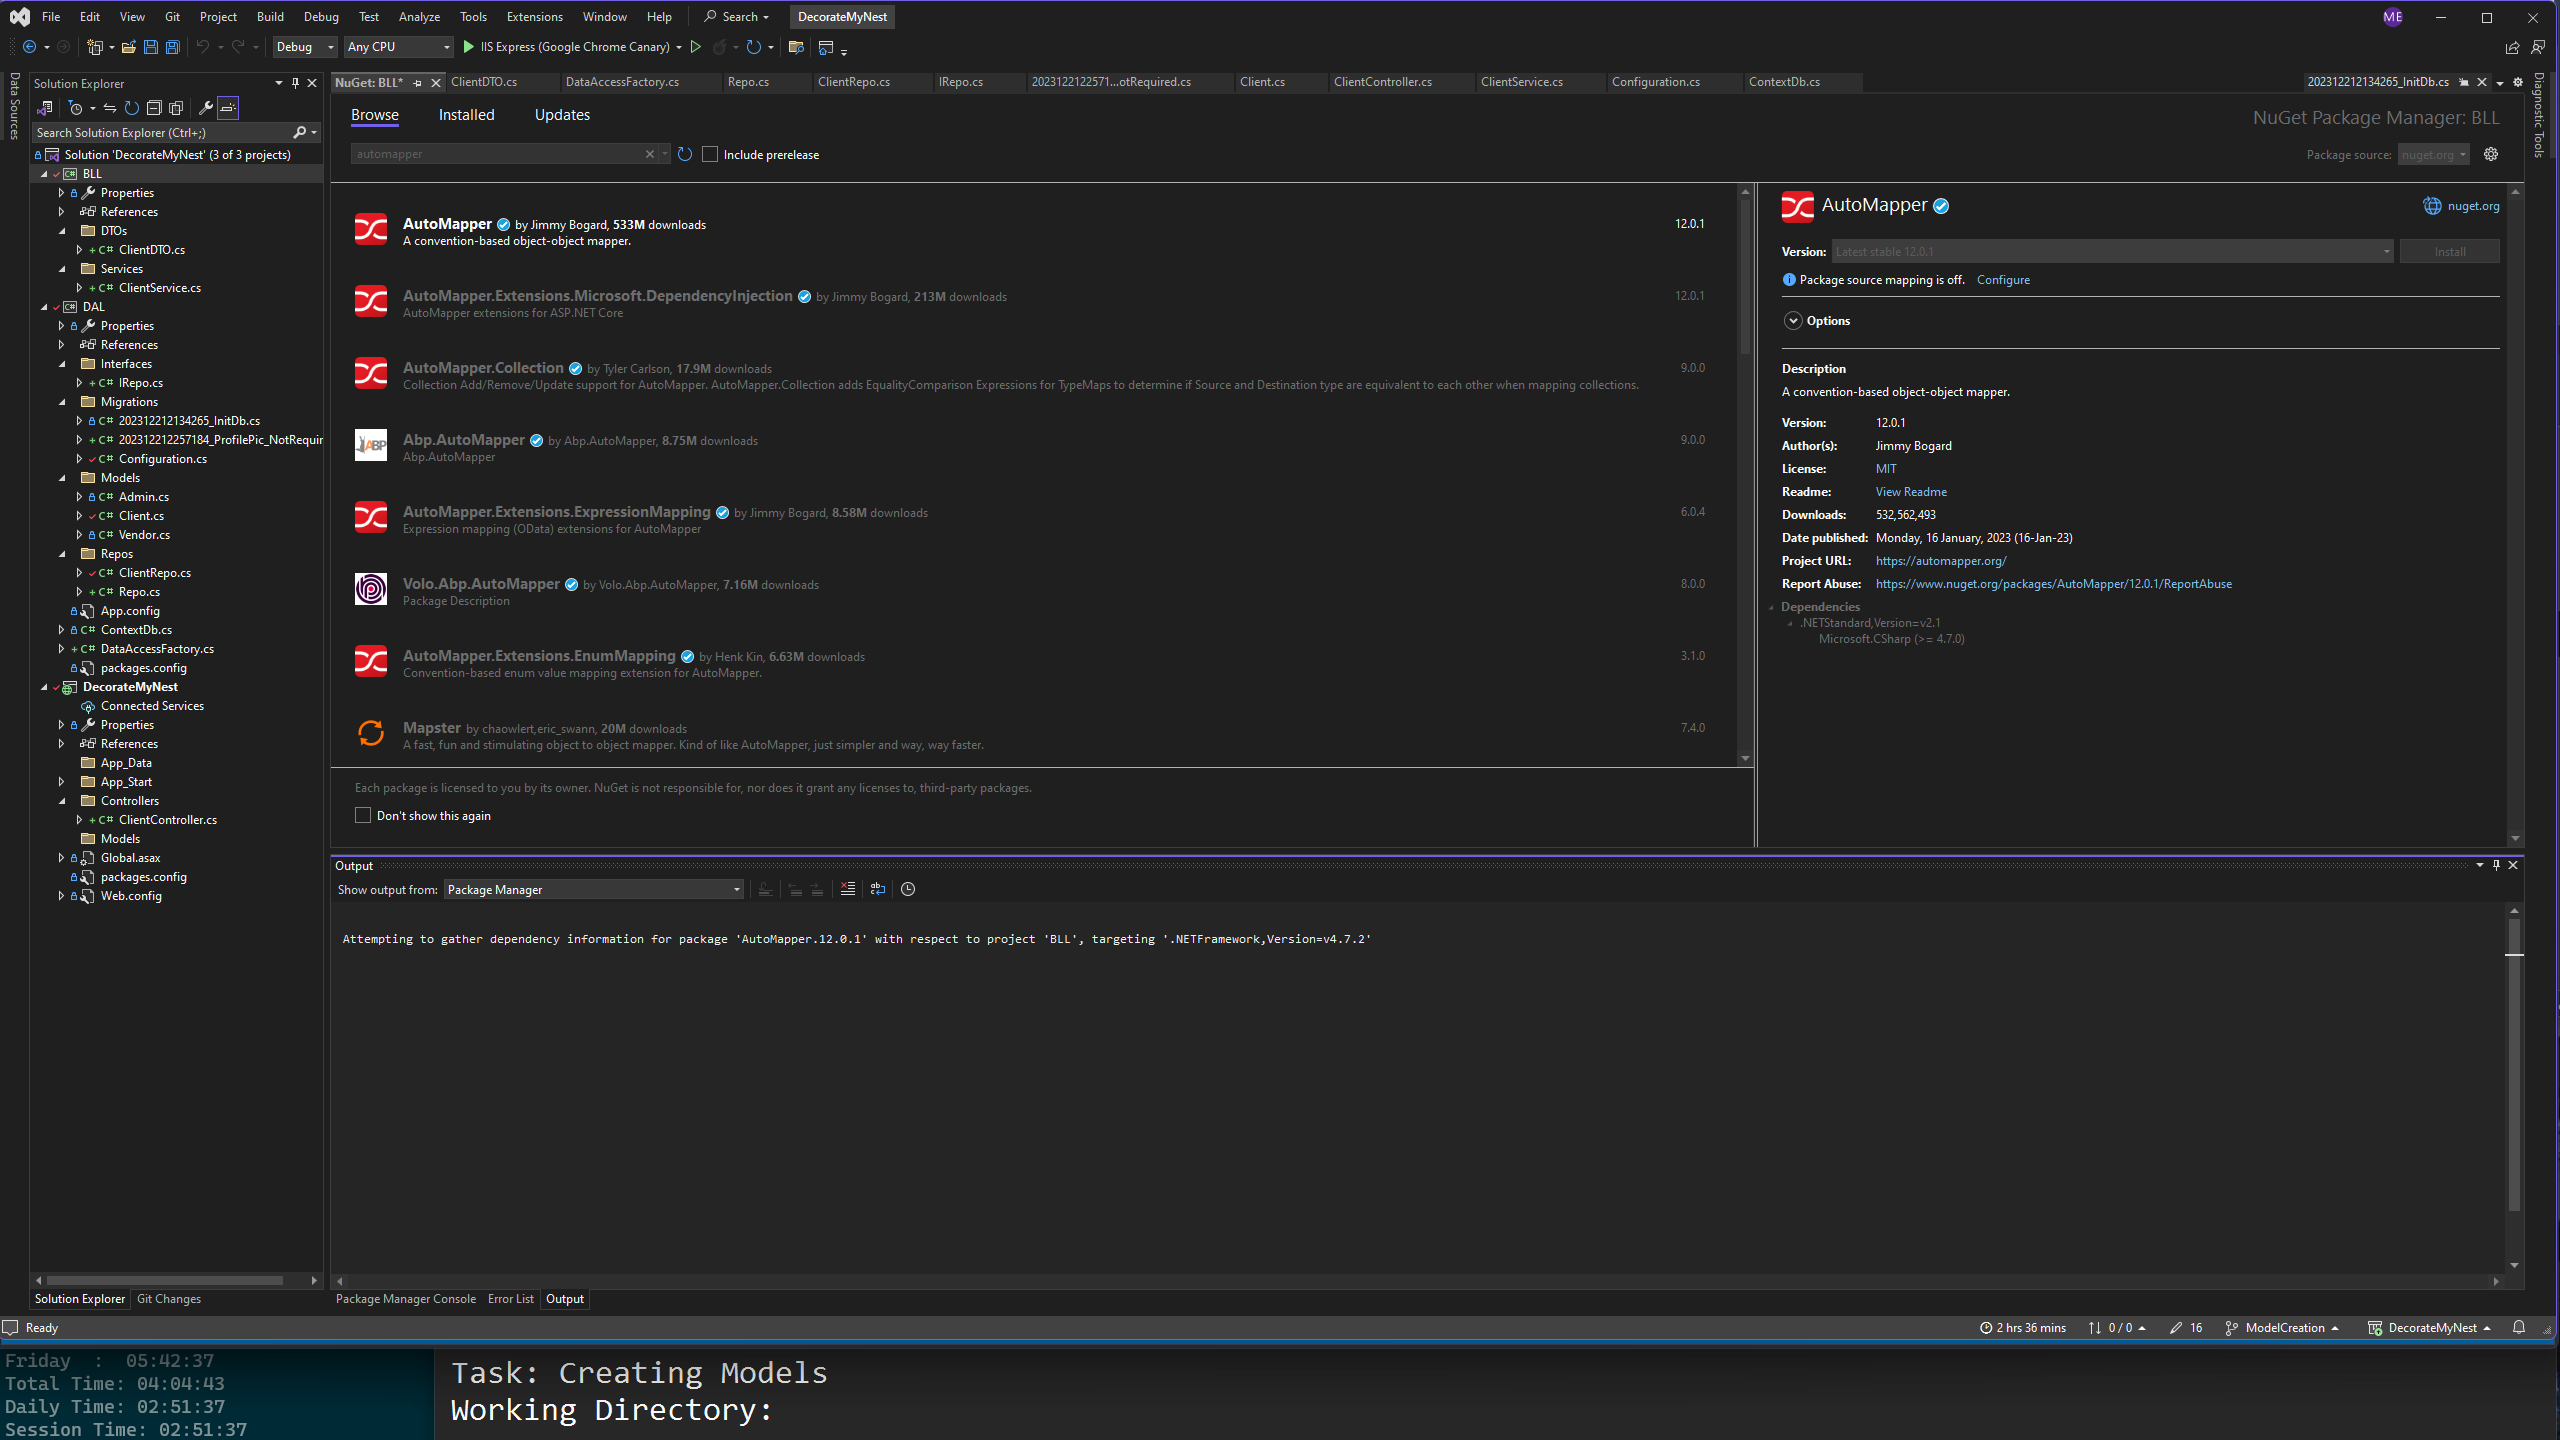 File Edit View Git Project Build Debug Test Analyze Tools Extensions Window Help Search DecorateMyNest ME
Debug Any CPU IIS Express (Google Chrome Canary)
Data Sources
Solution Explorer
Search Solution Explorer (Ctrl+;)
Solution 'DecorateMyNest' (3 of 3 projects)
BLL
Properties
References
DTOs
ClientDTO.cs
Services
ClientService.cs
DAL
Properties
References
Interfaces
IRepo.cs
Migrations
202312212134265_InitDb.cs
202312212257184_ProfilePic_NotRequir
Configuration.cs
Models
Admin.cs
Client.cs
Vendor.cs
Repos
ClientRepo.cs
Repo.cs
App.config
ContextDb.cs
DataAccessFactory.cs
packages.config
DecorateMyNest
Connected Services
Properties
References
App_Data
App_Start
Controllers
ClientController.cs
Models
Global.asax
packages.config
Web.config
Solution Explorer Git Changes
NuGet: BLL* ClientDTO.cs DataAccessFactory.cs Repo.cs ClientRepo.cs IRepo.cs 2023122122571...otRequired.cs Client.cs ClientController.cs ClientService.cs Configuration.cs ContextDb.cs 202312212134265_InitDb.cs
Browse Installed Updates
NuGet Package Manager: BLL
automapper Include prerelease
Package source: nuget.org
AutoMapper by Jimmy Bogard, 533M downloads 12.0.1
A convention-based object-object mapper.
AutoMapper.Extensions.Microsoft.DependencyInjection by Jimmy Bogard, 213M downloads 12.0.1
AutoMapper extensions for ASP.NET Core
AutoMapper.Collection by Tyler Carlson, 17.9M downloads 9.0.0
Collection Add/Remove/Update support for AutoMapper. AutoMapper.Collection adds EqualityComparison Expressions for TypeMaps to determine if Source and Destination type are equivalent to each other when mapping collections.
ABP
Abp.AutoMapper by Abp.AutoMapper, 8.75M downloads 9.0.0
Abp.AutoMapper
AutoMapper.Extensions.ExpressionMapping by Jimmy Bogard, 8.58M downloads 6.0.4
Expression mapping (OData) extensions for AutoMapper
Volo.Abp.AutoMapper by Volo.Abp.AutoMapper, 7.16M downloads 8.0.0
Package Description
AutoMapper.Extensions.EnumMapping by Henk Kin, 6.63M downloads 3.1.0
Convention-based enum value mapping extension for AutoMapper.
Mapster by chaowlert,eric_swann, 20M downloads 7.4.0
A fast, fun and stimulating object to object mapper. Kind of like AutoMapper, just simpler and way, way faster.
Each package is licensed to you by its owner. NuGet is not responsible for, nor does it grant any licenses to, third-party packages.
Don't show this again
AutoMapper nuget.org
Version: Latest stable 12.0.1 Install
Package source mapping is off. Configure
Options
Description
A convention-based object-object mapper.
Version: 12.0.1
Author(s): Jimmy Bogard
License: MIT
Readme: View Readme
Downloads: 532,562,493
Date published: Monday, 16 January, 2023 (16-Jan-23)
Project URL: https://automapper.org/
Report Abuse: https://www.nuget.org/packages/AutoMapper/12.0.1/ReportAbuse
Dependencies
.NETStandard,Version=v2.1
Microsoft.CSharp (>= 4.7.0)
Diagnostic Tools
Output
Show output from: Package Manager
Attempting to gather dependency information for package 'AutoMapper.12.0.1' with respect to project 'BLL', targeting '.NETFramework,Version=v4.7.2'
Package Manager Console Error List Output
Ready 2 hrs 36 mins 0 / 0 16 ModelCreation DecorateMyNest
Friday : 05:42:37
Total Time: 04:04:43
Daily Time: 02:51:37
Session Time: 02:51:37
Task: Creating Models
Working Directory: